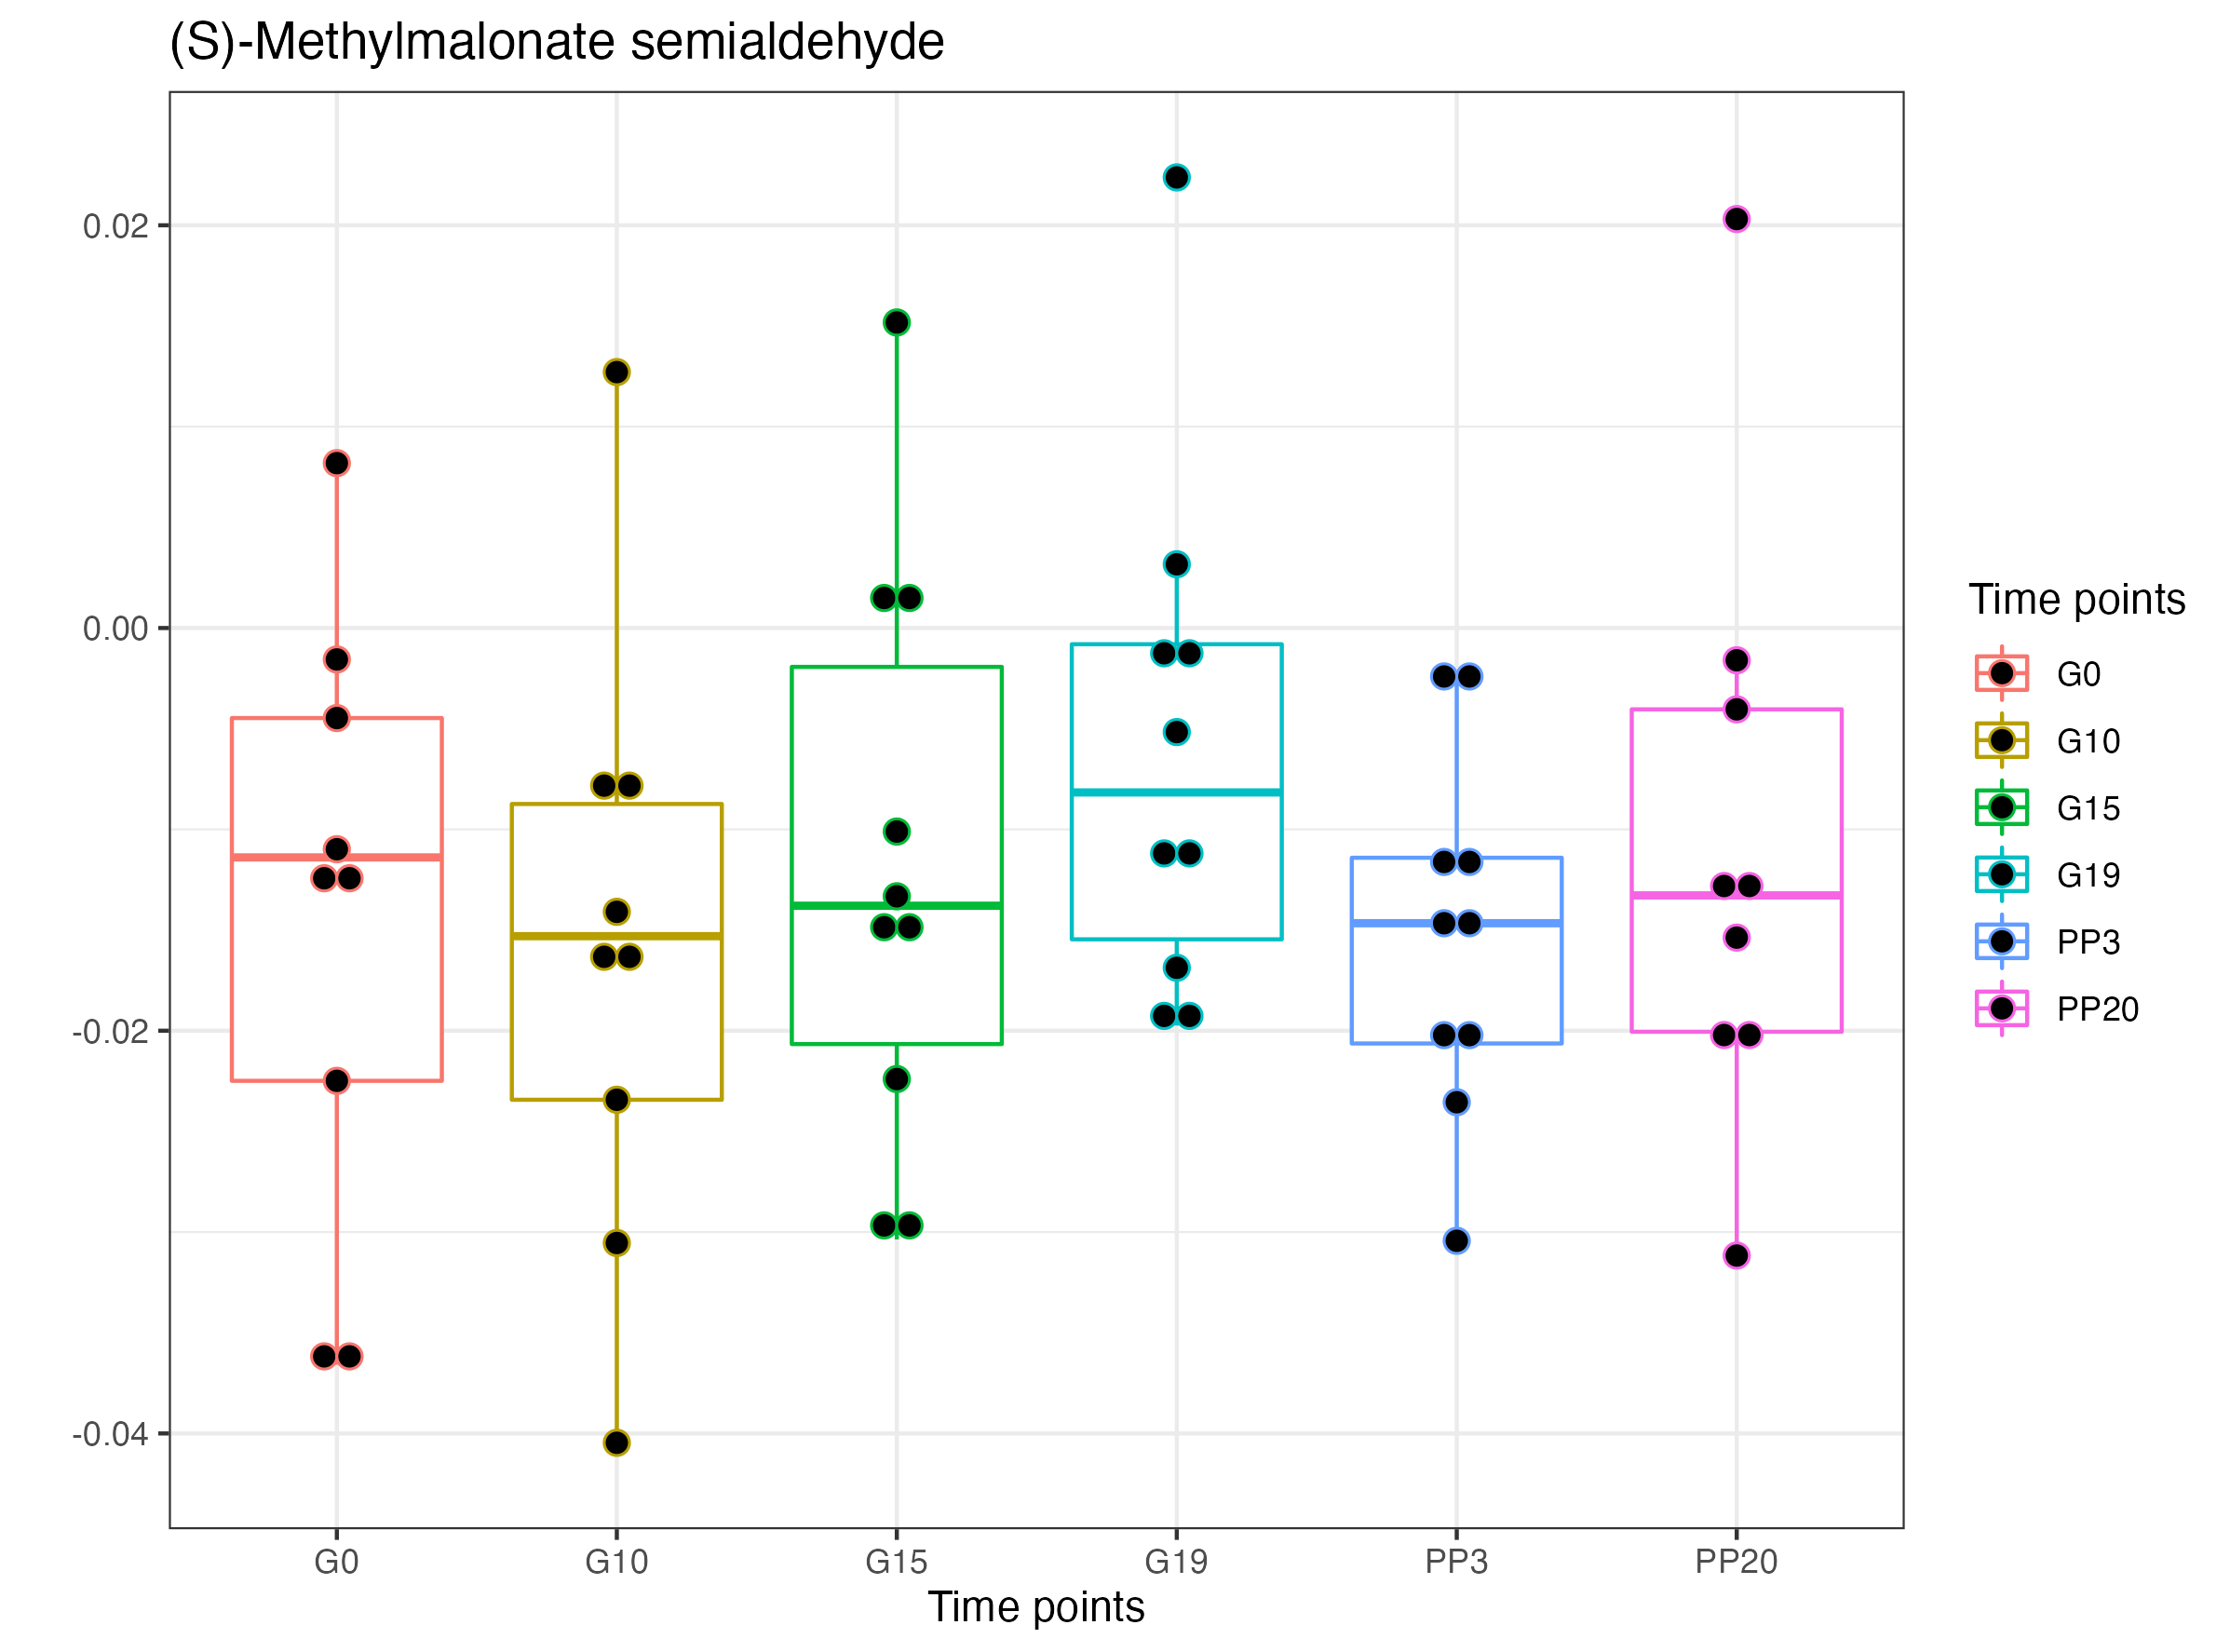 (S)-Methylmalonate semialdehyde
0.02
0.00
-0.02
-0.04
G0 G10 G15 G19 PP3 PP20
Time points
Time points
G0
G10
G15
G19
PP3
PP20